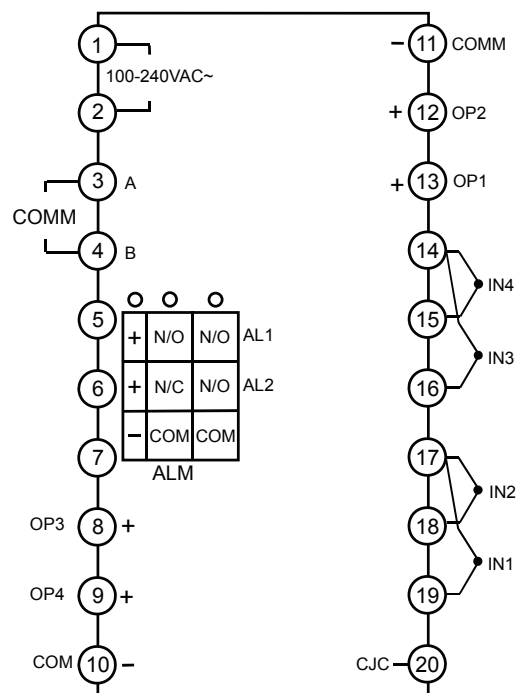 1
100-240VAC~
2
3 A
COMM
4 B
5
+ N/O N/O AL1
6
+ N/C N/O AL2
7
− COM COM
ALM
OP3 8 +
OP4 9 +
COM 10 −
− 11 COMM
+ 12 OP2
+ 13 OP1
14
IN4
15
IN3
16
17
IN2
18
IN1
19
CJC 20